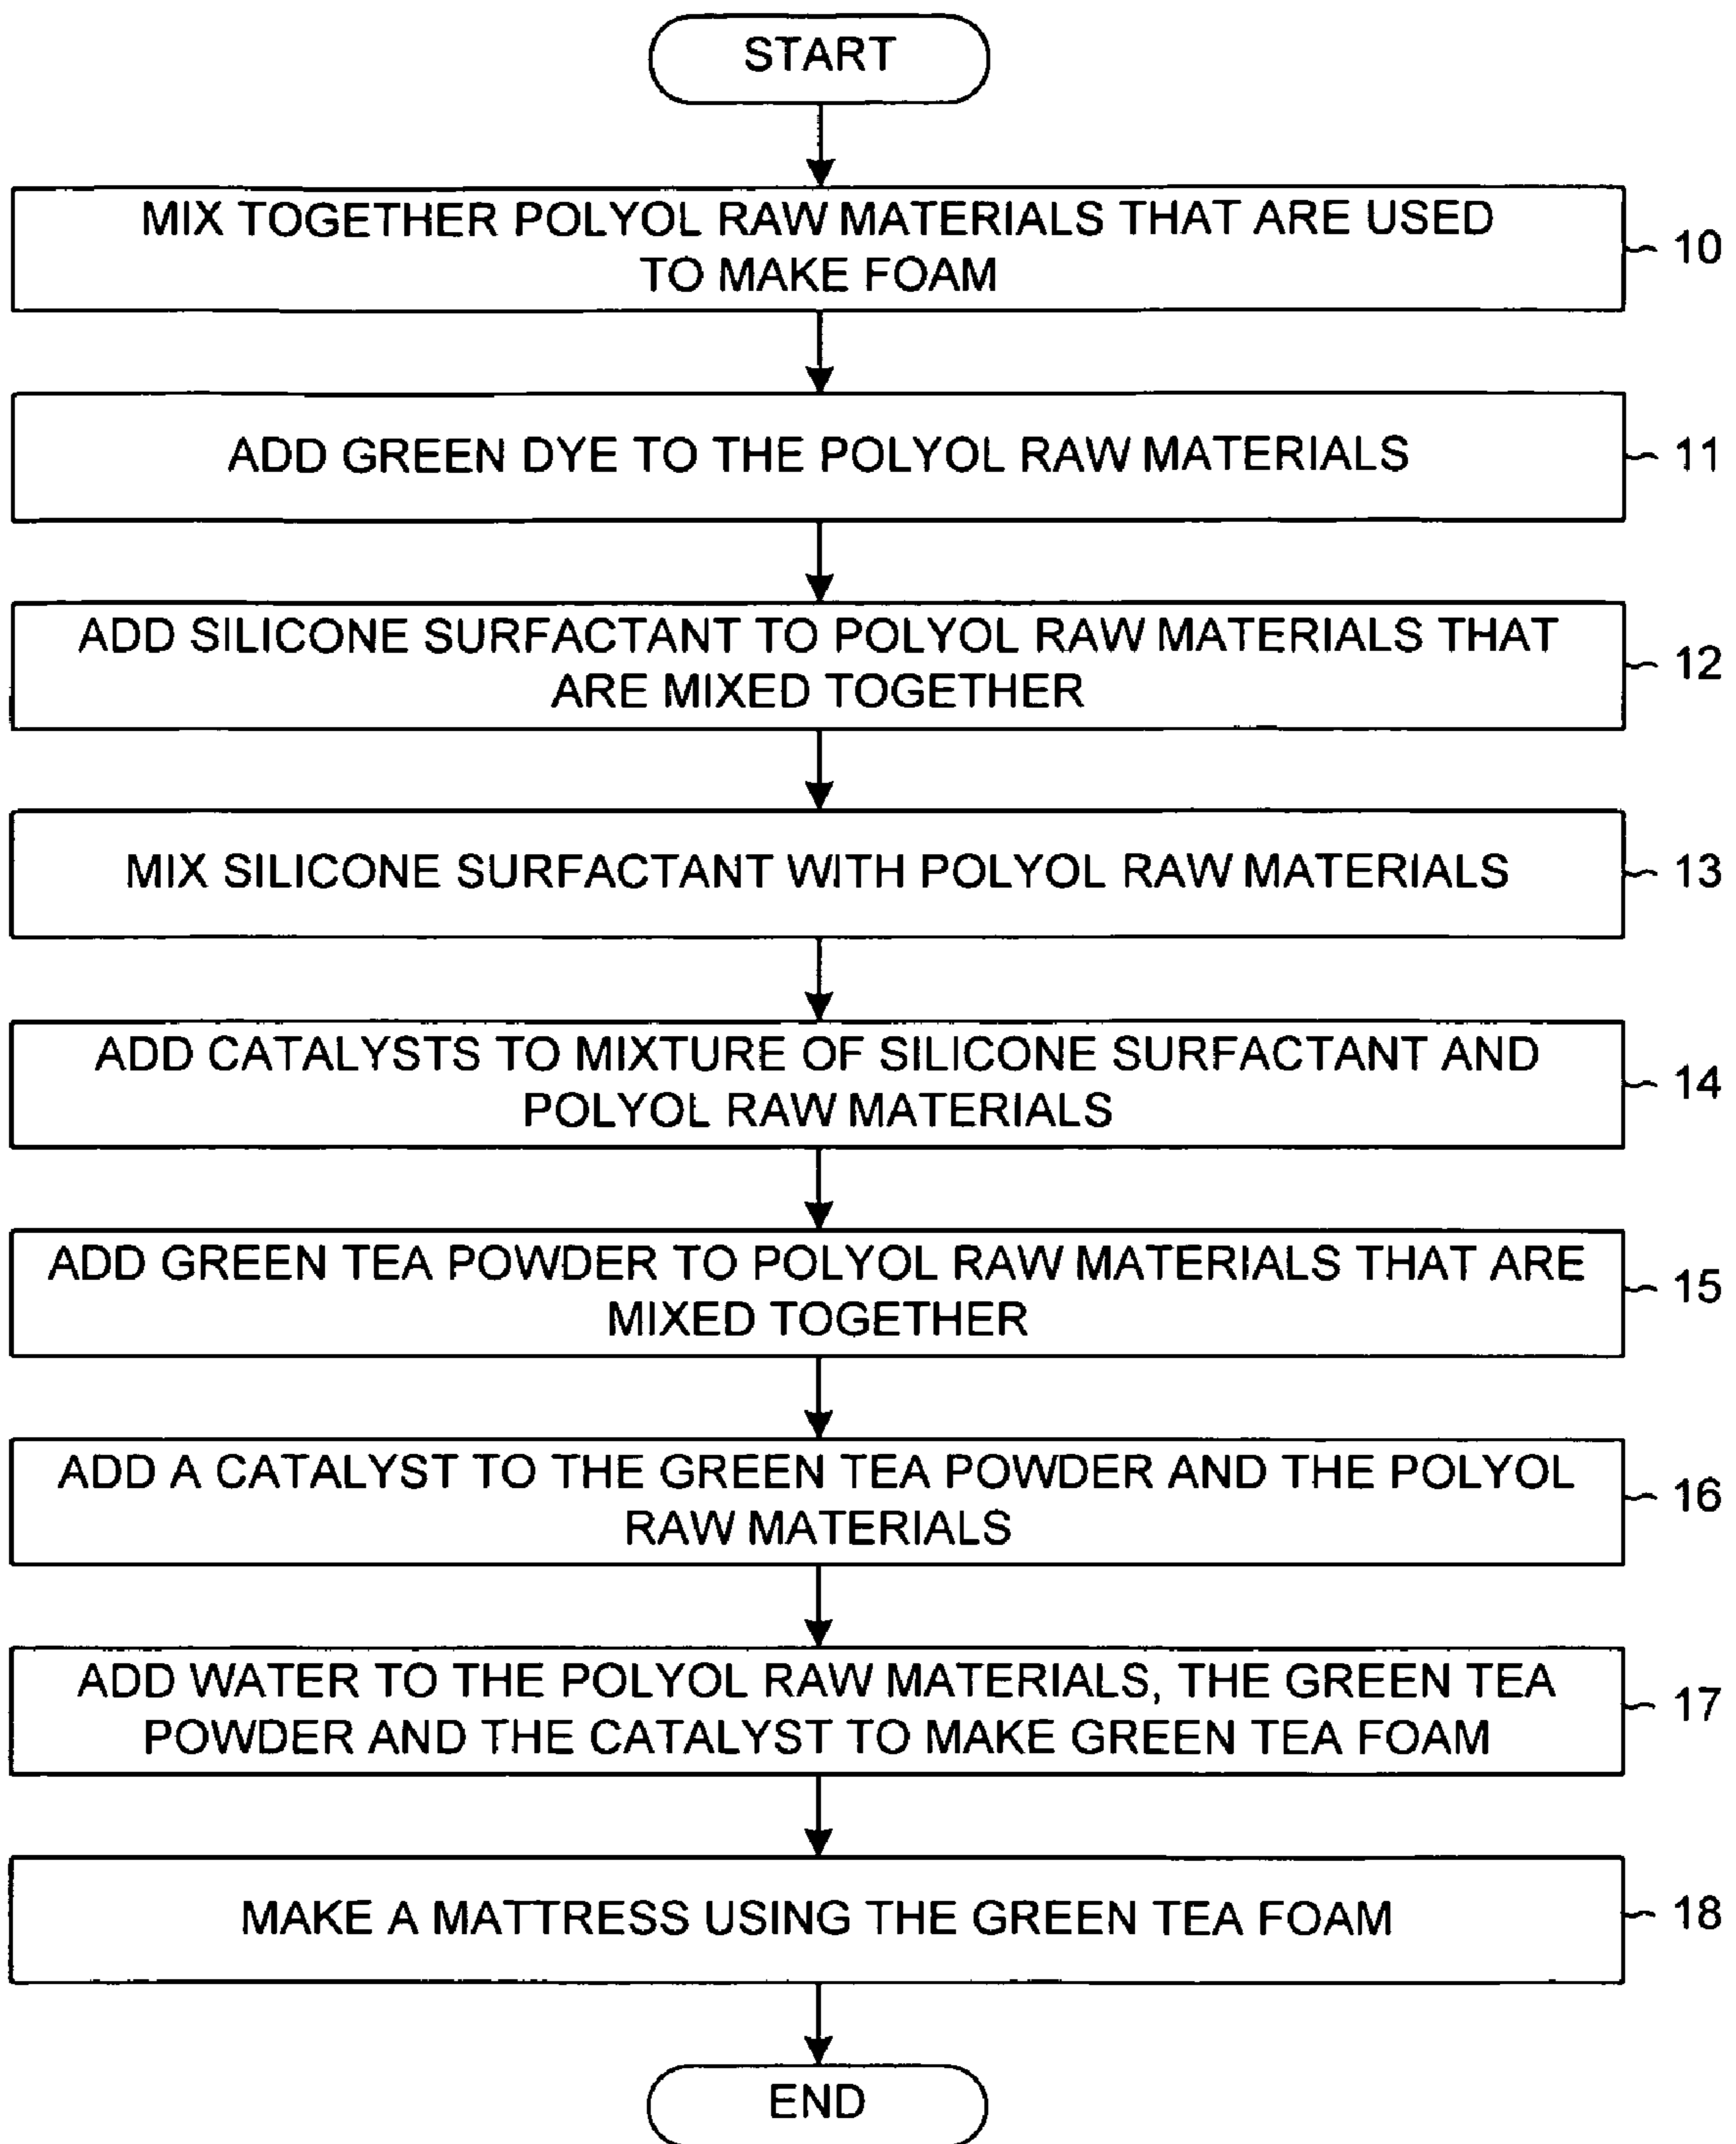 START
MIX TOGETHER POLYOL RAW MATERIALS THAT ARE USED
TO MAKE FOAM
10
ADD GREEN DYE TO THE POLYOL RAW MATERIALS
11
ADD SILICONE SURFACTANT TO POLYOL RAW MATERIALS THAT
ARE MIXED TOGETHER
12
MIX SILICONE SURFACTANT WITH POLYOL RAW MATERIALS
13
ADD CATALYSTS TO MIXTURE OF SILICONE SURFACTANT AND
POLYOL RAW MATERIALS
14
ADD GREEN TEA POWDER TO POLYOL RAW MATERIALS THAT ARE
MIXED TOGETHER
15
ADD A CATALYST TO THE GREEN TEA POWDER AND THE POLYOL
RAW MATERIALS
16
ADD WATER TO THE POLYOL RAW MATERIALS, THE GREEN TEA
POWDER AND THE CATALYST TO MAKE GREEN TEA FOAM
17
MAKE A MATTRESS USING THE GREEN TEA FOAM
18
END